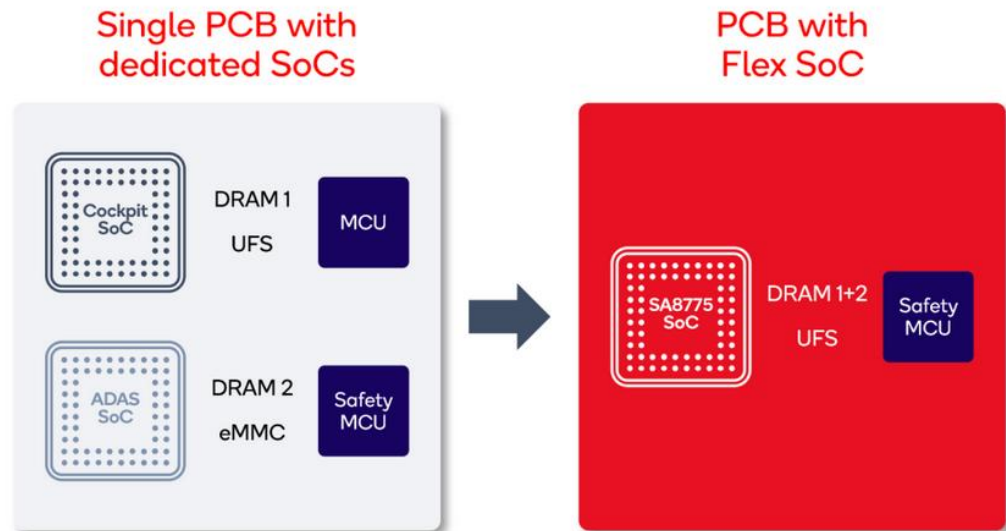 Single PCB with
dedicated SoCs
Cockpit
SoC
DRAM 1
UFS
MCU
ADAS
SoC
DRAM 2
eMMC
Safety
MCU
PCB with
Flex SoC
SA8775
SoC
DRAM 1+2
UFS
Safety
MCU